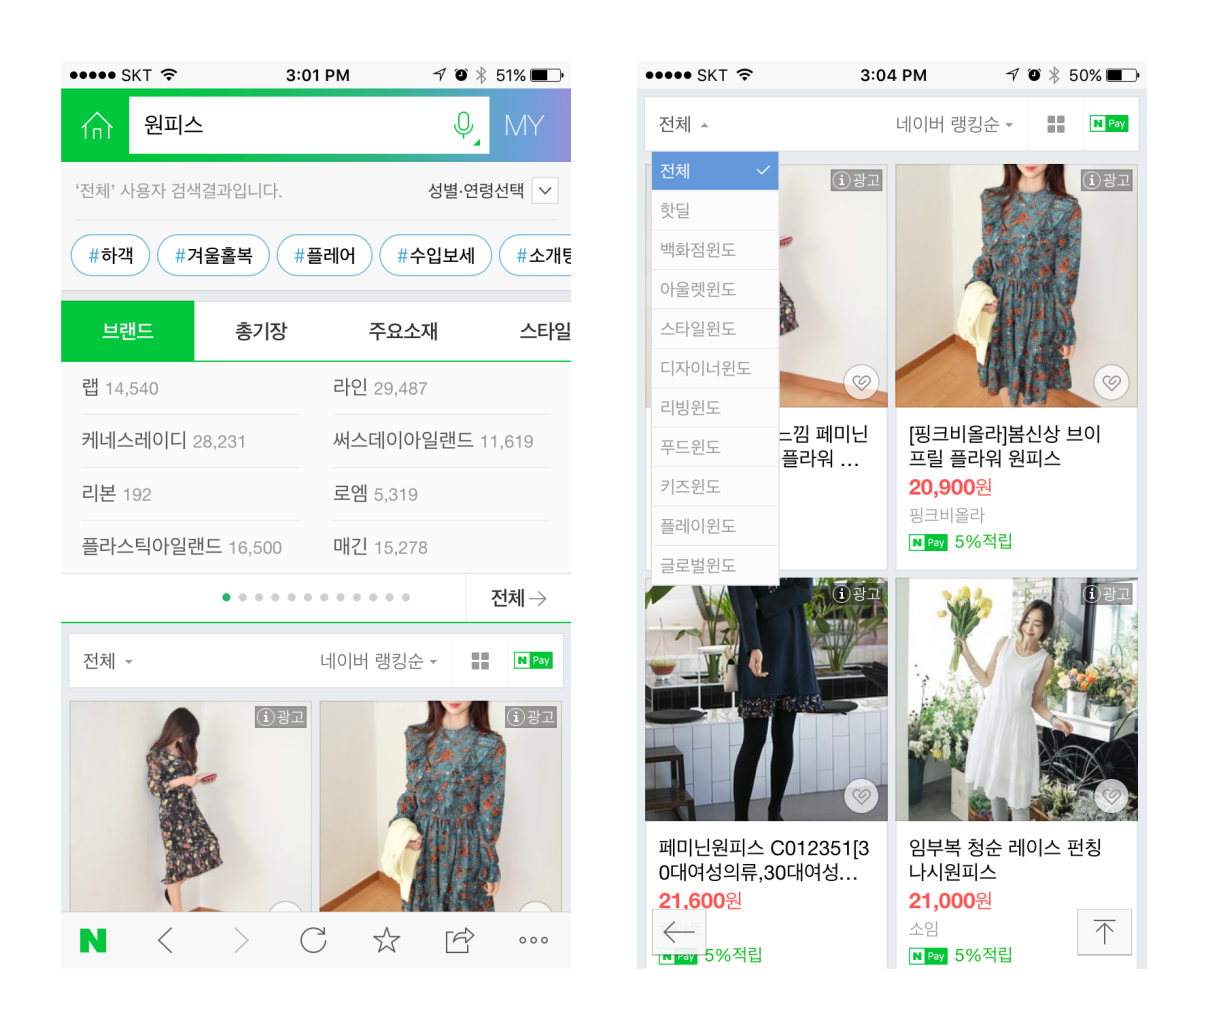 SKT 3:01 PM 51%
원피스 MY
‘전체’ 사용자 검색결과입니다. 성별·연령선택
#하객 #겨울홀복 #플레어 #수입보세 #소개팅
브랜드 총기장 주요소재 스타일
랩 14,540 라인 29,487
케네스레이디 28,231 써스데이아일랜드 11,619
리본 192 로엠 5,319
플라스틱아일랜드 16,500 매긴 15,278
전체
전체 네이버 랭킹순 N Pay
광고 광고
N
SKT 3:04 PM 50%
전체 네이버 랭킹순 N Pay
전체
핫딜
백화점윈도
아울렛윈도
스타일윈도
디자이너윈도
리빙윈도
푸드윈도
키즈윈도
플레이윈도
글로벌윈도
광고
느낌 페미닌
플라워 ...
광고
[핑크비올라]봄신상 브이
프릴 플라워 원피스
20,900원
핑크비올라
N Pay 5%적립
광고
페미닌원피스 C012351[3
0대여성의류,30대여성...
21,600원
N Pay 5%적립
광고
임부복 청순 레이스 펀칭
나시원피스
21,000원
소임
N Pay 5%적립